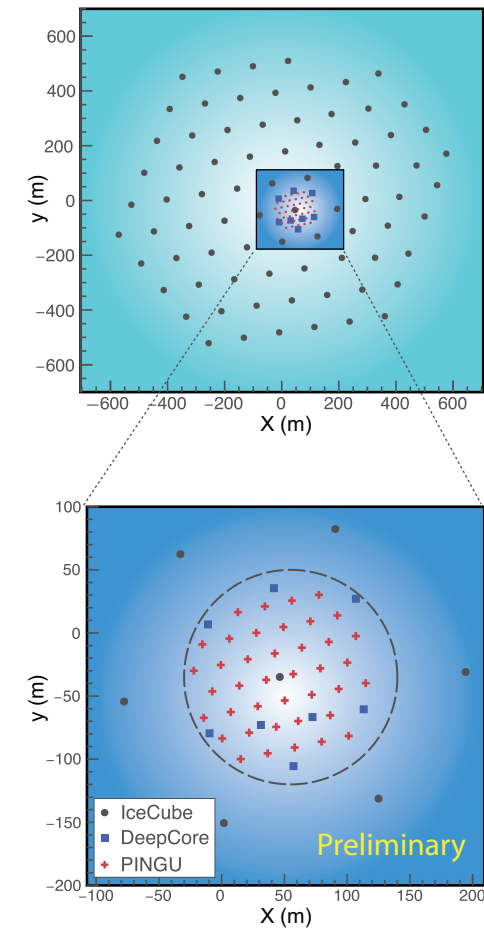 600
400
200
0
−200
−400
−600
y (m)
−600 −400 −200 0 200 400 600
X (m)
100
50
0
−50
−100
−150
−200
y (m)
IceCube
DeepCore
PINGU
Preliminary
−100 −50 0 50 100 150 200
X (m)